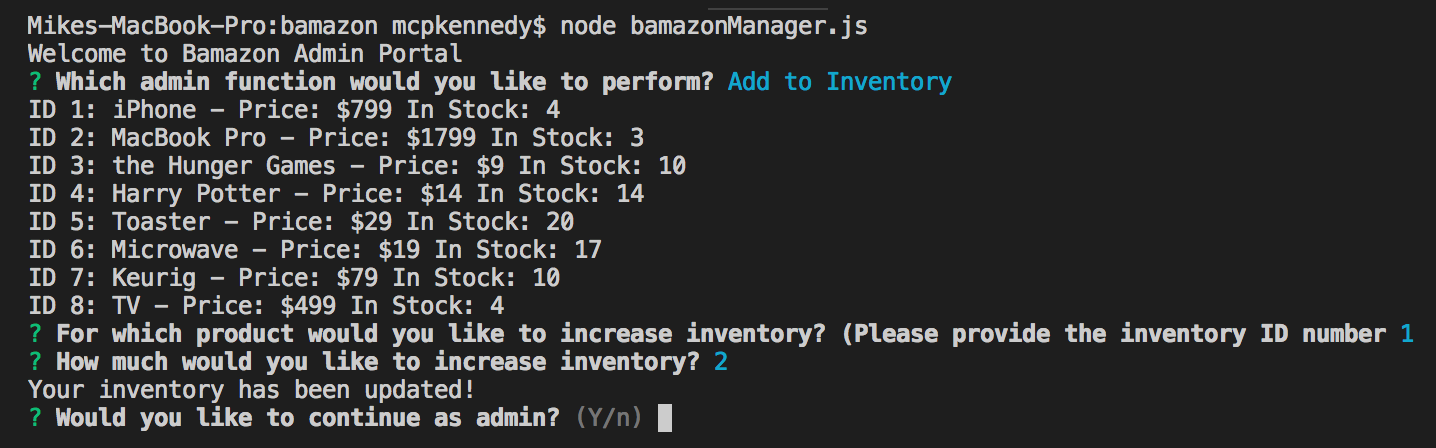 Mikes-MacBook-Pro:bamazon mcpkennedy$ node bamazonManager.js
Welcome to Bamazon Admin Portal
? Which admin function would you like to perform? Add to Inventory
ID 1: iPhone - Price: $799 In Stock: 4
ID 2: MacBook Pro - Price: $1799 In Stock: 3
ID 3: the Hunger Games - Price: $9 In Stock: 10
ID 4: Harry Potter - Price: $14 In Stock: 14
ID 5: Toaster - Price: $29 In Stock: 20
ID 6: Microwave - Price: $19 In Stock: 17
ID 7: Keurig - Price: $79 In Stock: 10
ID 8: TV - Price: $499 In Stock: 4
? For which product would you like to increase inventory? (Please provide the inventory ID number 1
? How much would you like to increase inventory? 2
Your inventory has been updated!
? Would you like to continue as admin? (Y/n)